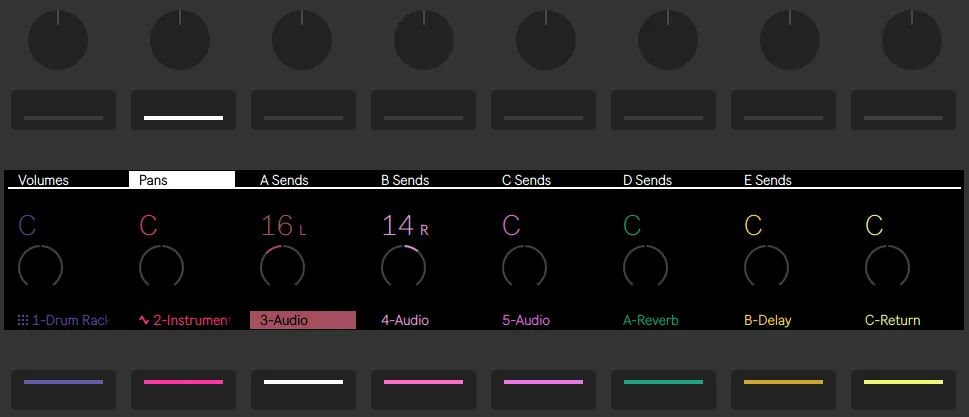 Volumes Pans A Sends B Sends C Sends D Sends E Sends
C C 16 L 14 R C C C C
1-Drum Rack 2-Instrument 3-Audio 4-Audio 5-Audio A-Reverb B-Delay C-Return